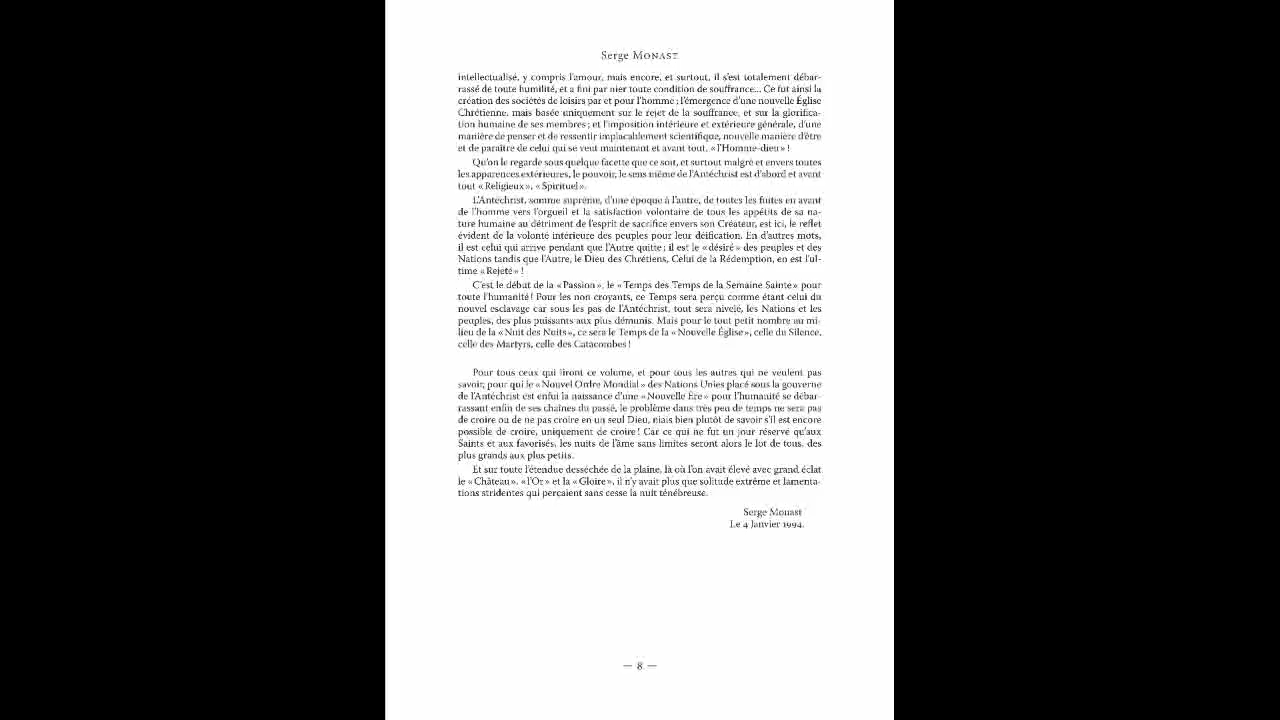 Serge Monast
intellectualisé, y compris l'amour, mais encore, et surtout, il s'est totalement débar-
rassé de toute humilité, et a fini par nier toute condition de souffrance... Ce fut ainsi la
création des sociétés de loisirs par et pour l'homme ; l'émergence d'une nouvelle Église
Chrétienne, mais basée uniquement sur le rejet de la souffrance, et sur la glorifica-
tion humaine de ses membres ; et l'imposition intérieure et extérieure générale, d'une
manière de penser et de ressentir implacablement scientifique, nouvelle manière d'être
et de paraître de celui qui se veut maintenant et avant tout, « l'Homme-dieu » !
Qu'on le regarde sous quelque facette que ce soit, et surtout malgré et envers toutes
les apparences extérieures, le pouvoir, le sens même de l'Antéchrist est d'abord et avant
tout « Religieux », « Spirituel ».
L'Antéchrist, somme suprême, d'une époque à l'autre, de toutes les fuites en avant
de l'homme vers l'orgueil et la satisfaction volontaire de tous les appétits de sa na-
ture humaine au détriment de l'esprit de sacrifice envers son Créateur, est ici, le reflet
évident de la volonté intérieure des peuples pour leur déification. En d'autres mots,
il est celui qui arrive pendant que l'Autre quitte ; il est le « désiré » des peuples et des
Nations tandis que l'Autre, le Dieu des Chrétiens, Celui de la Rédemption, en est l'ul-
time « Rejeté » !
C'est le début de la « Passion », le « Temps des Temps de la Semaine Sainte » pour
toute l'humanité ! Pour les non croyants, ce Temps sera perçu comme étant celui du
nouvel esclavage car sous les pas de l'Antéchrist, tout sera nivelé, les Nations et les
peuples, des plus puissants aux plus démunis. Mais pour le tout petit nombre au mi-
lieu de la « Nuit des Nuits », ce sera le Temps de la « Nouvelle Église », celle du Silence,
celle des Martyrs, celle des Catacombes !
Pour tous ceux qui liront ce volume, et pour tous les autres qui ne veulent pas
savoir, pour qui le « Nouvel Ordre Mondial » des Nations Unies placé sous la gouverne
de l'Antéchrist est enfui la naissance d'une « Nouvelle Ère » pour l'humanité se débar-
rassant enfin de ses chaînes du passé, le problème dans très peu de temps ne sera pas
de croire ou de ne pas croire en un seul Dieu, niais bien plutôt de savoir s'il est encore
possible de croire, uniquement de croire ! Car ce qui ne fut un jour réservé qu'aux
Saints et aux favorisés, les nuits de l'âme sans limites seront alors le lot de tous, des
plus grands aux plus petits.
Et sur toute l'étendue desséchée de la plaine, là où l'on avait élevé avec grand éclat
le « Château », « l'Or » et la « Gloire », il n'y avait plus que solitude extrême et lamenta-
tions stridentes qui perçaient sans cesse la nuit ténébreuse.
Serge Monast
Le 4 Janvier 1994.
— 8 —